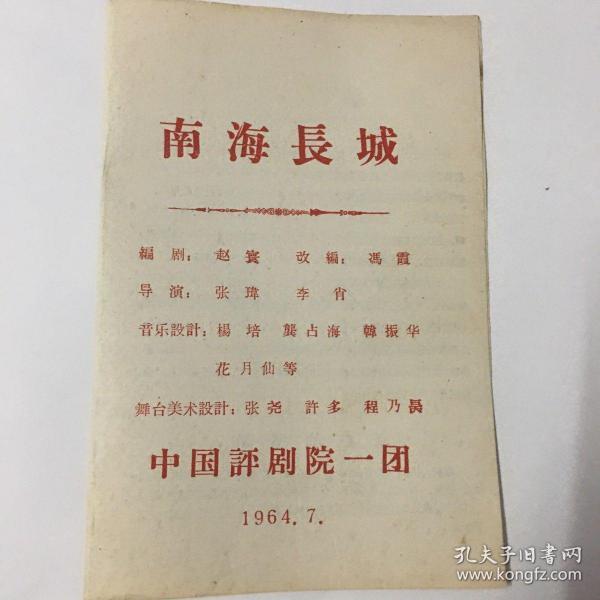 南海長城
編剧：赵寰 改編：馮霞
导演：张瑋 李肖
音乐設計：楊培 龔占海 韓振华
花月仙等
舞台美术設計：张尧 許多 程乃昺
中国評剧院一团
1964.7.
孔夫子旧书网
www.kongfz.com